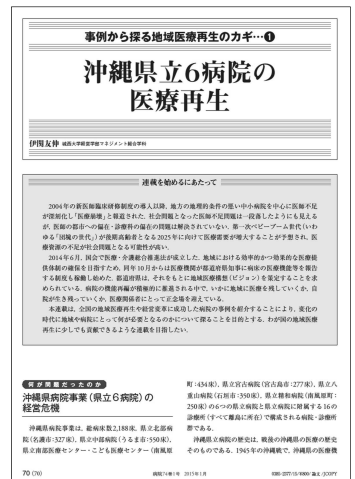 事例から探る地域医療再生のカギ…❶
沖縄県立6病院の
医療再生
伊関友伸 城西大学経営学部マネジメント総合学科
連載を始めるにあたって
2004年の新医師臨床研修制度の導入以降，地方の地理的条件の悪い中小病院を中心に医師不足
が深刻化し「医療崩壊」と報道された．社会問題となった医師不足問題は一段落したようにも見える
が，医師の都市への偏在・診療科の偏在の問題は解決されていない．第一次ベビーブーム世代（いわ
ゆる「団塊の世代」）が後期高齢者となる2025年に向けて医療需要が増大することが予想され，医
療資源の不足が社会問題となる可能性が高い．
2014年6月，国会で医療・介護総合推進法が成立した．地域における効率的かつ効果的な医療提
供体制の確保を目指すため，同年10月からは医療機関が都道府県知事に病床の医療機能等を報告
する制度も稼動し始めた．都道府県は，それをもとに地域医療構想（ビジョン）を策定することを求
められている．病院の機能再編が積極的に推進される中で，いかに地域に医療を残していくか，自
院が生き残っていくか，医療関係者にとって正念場を迎えている．
本連載は，全国の地域医療再生や経営変革に成功した病院の事例を紹介することにより，変化の
時代に地域や病院にとって何が必要となるのかについて探ることを目的とする．わが国の地域医療
再生に少しでも貢献できるような連載を目指したい．
何が問題だったのか
沖縄県病院事業（県立6病院）の
経営危機
沖縄県病院事業は，総病床数2,188床，県立北部病
院（名護市：327床），県立中部病院（うるま市：550床），
県立南部医療センター・こども医療センター（南風原
町：434床），県立宮古病院（宮古島市：277床），県立八
重山病院（石垣市：350床），県立精和病院（南風原町：
250床）の6つの県立病院と県立病院に附属する16の
診療所（すべて離島に所在）で構成される病院・診療所
群である．
沖縄県立病院の歴史は，戦後の沖縄県の医療の歴史
そのものである．1945年の沖縄戦で，沖縄県の医療機
70（70）
病院74巻1号 2015年1月
0385-2377/15/￥800/論文/JCOPY